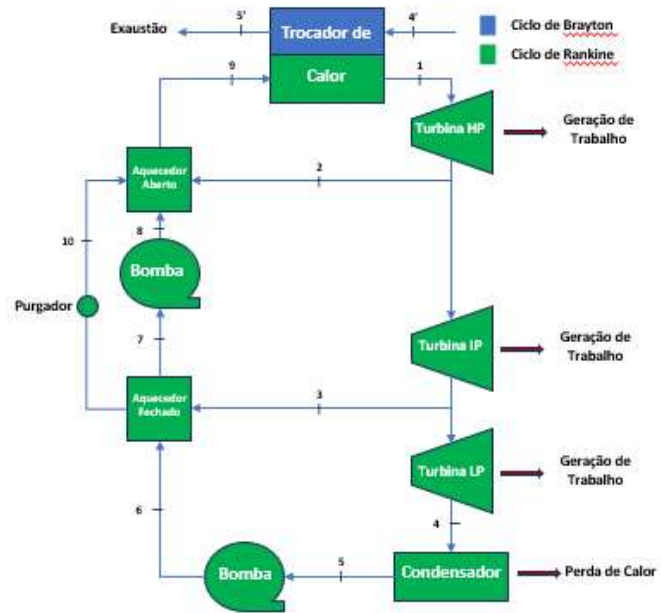 5'
4'
Exaustão
Trocador de
Calor
Ciclo de Brayton
Ciclo de Rankine
9
1
Turbina HP
Geração de
Trabalho
Aquecedor
Aberto
2
8
10
Bomba
Purgador
7
Turbina IP
Geração de
Trabalho
Aquecedor
Fechado
3
Turbina LP
Geração de
Trabalho
6
4
5
Bomba
Condensador
Perda de Calor